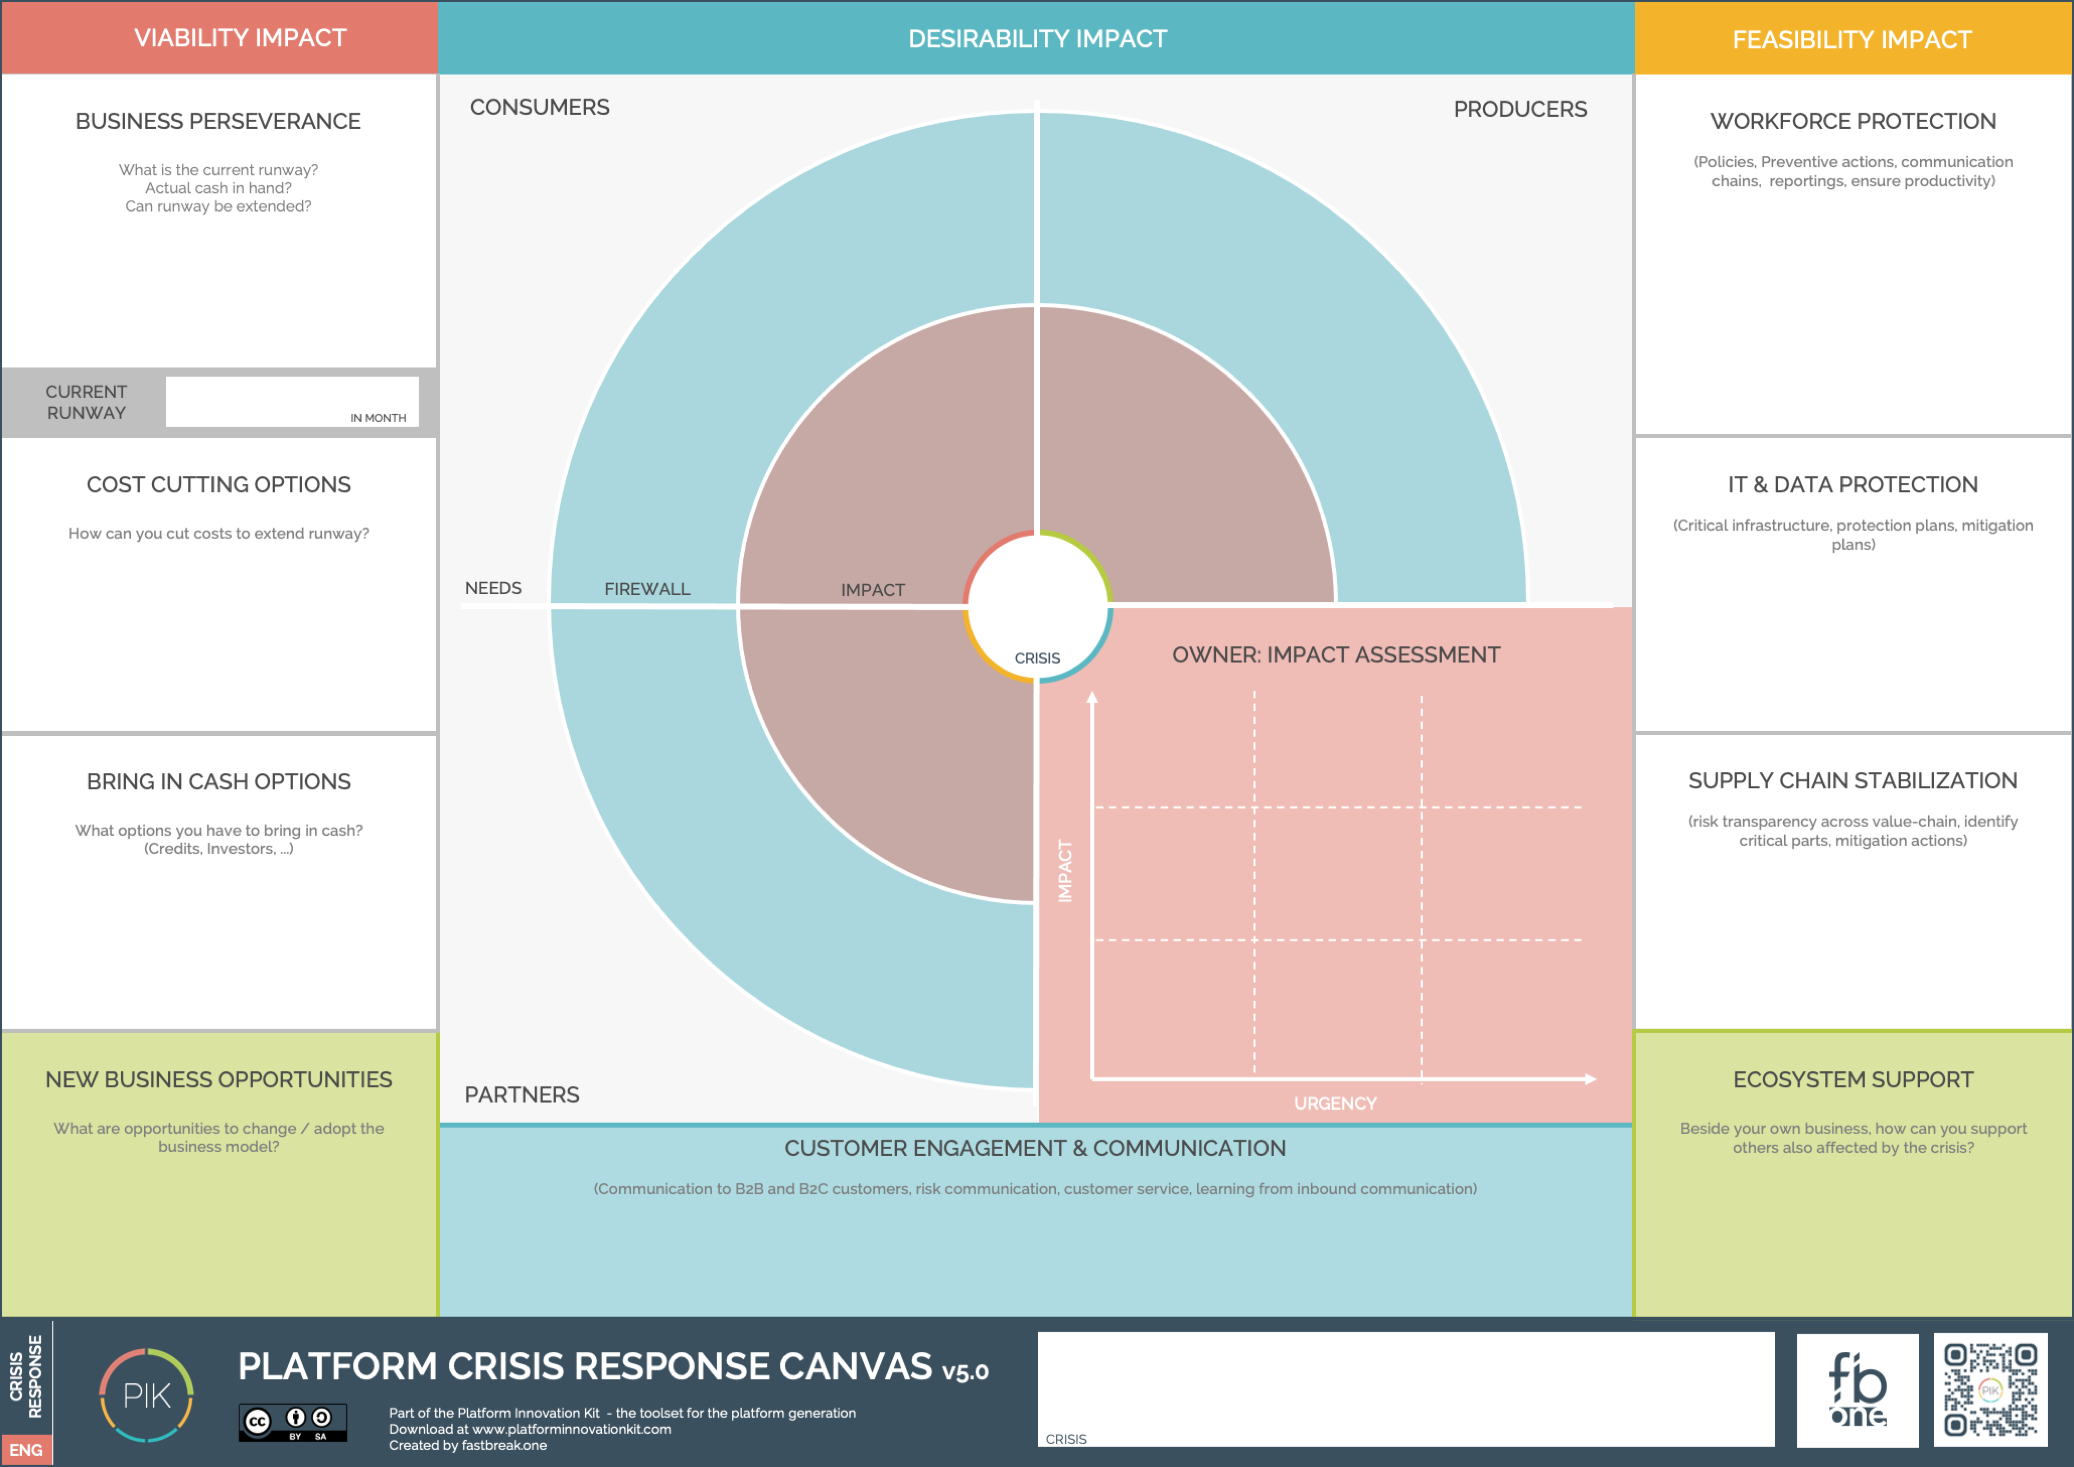 VIABILITY IMPACT
BUSINESS PERSEVERANCE
What is the current runway?
Actual cash in hand?
Can runway be extended?
CURRENT
RUNWAY
IN MONTH
COST CUTTING OPTIONS
How can you cut costs to extend runway?
BRING IN CASH OPTIONS
What options you have to bring in cash?
(Credits, Investors, ...)
NEW BUSINESS OPPORTUNITIES
What are opportunities to change / adopt the
business model?
DESIRABILITY IMPACT
CONSUMERS
PRODUCERS
NEEDS
FIREWALL
IMPACT
CRISIS
OWNER: IMPACT ASSESSMENT
IMPACT
URGENCY
PARTNERS
CUSTOMER ENGAGEMENT & COMMUNICATION
(Communication to B2B and B2C customers, risk communication, customer service, learning from inbound communication)
FEASIBILITY IMPACT
WORKFORCE PROTECTION
(Policies, Preventive actions, communication
chains, reportings, ensure productivity)
IT & DATA PROTECTION
(Critical infrastructure, protection plans, mitigation
plans)
SUPPLY CHAIN STABILIZATION
(risk transparency across value-chain, identify
critical parts, mitigation actions)
ECOSYSTEM SUPPORT
Beside your own business, how can you support
others also affected by the crisis?
CRISIS
RESPONSE
ENG
PIK
PLATFORM CRISIS RESPONSE CANVAS v5.0
cc
BY SA
Part of the Platform Innovation Kit - the toolset for the platform generation
Download at www.platforminnovationkit.com
Created by fastbreak.one
CRISIS
fb
one
PIK